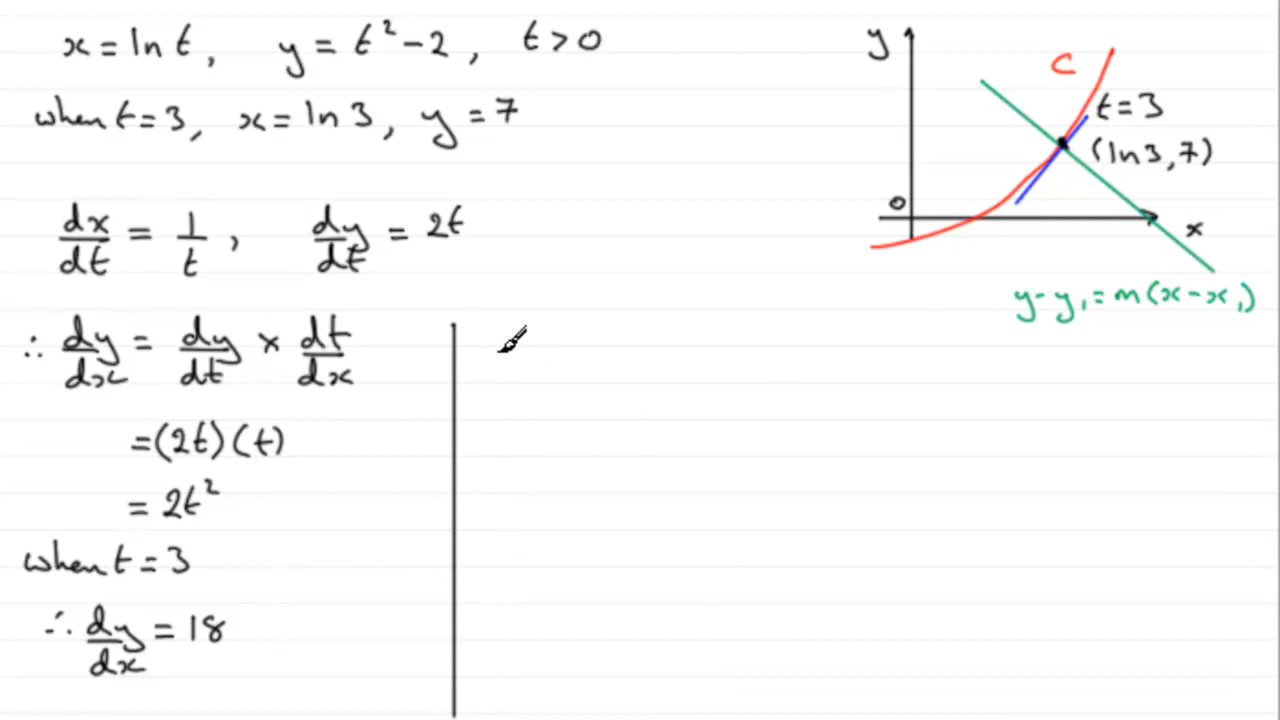 x = ln t, y = t² - 2, t > 0
when t = 3, x = ln 3, y = 7
dx/dt = 1/t, dy/dt = 2t
∴ dy/dx = dy/dt × dt/dx
= (2t)(t)
= 2t²
when t = 3
∴ dy/dx = 18
y
C
t = 3
(ln 3, 7)
0
x
y - y₁ = m(x - x₁)